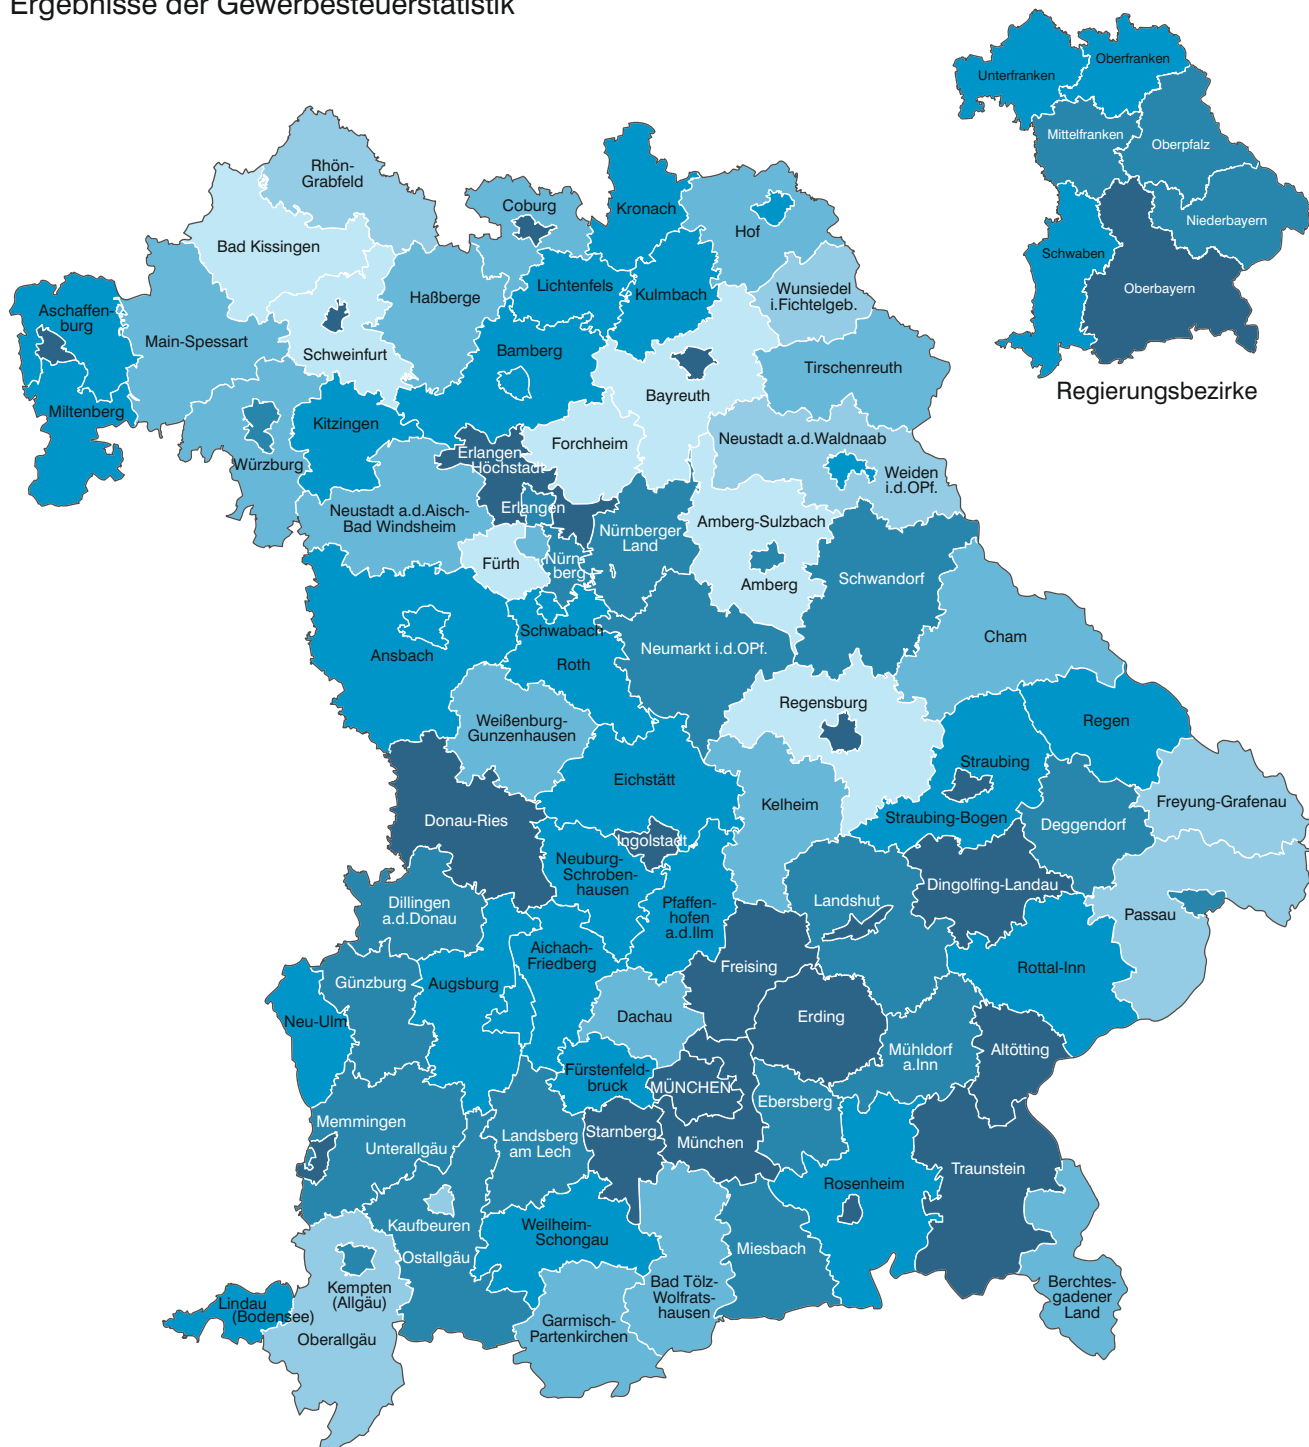 Ergebnisse der Gewerbesteuerstatistik
Unterfranken
Oberfranken
Mittelfranken
Oberpfalz
Niederbayern
Schwaben
Oberbayern
Regierungsbezirke
Rhön-
Grabfeld
Bad Kissingen
Coburg
Kronach
Hof
Aschaffen-
burg
Main-Spessart
Schweinfurt
Haßberge
Lichtenfels
Kulmbach
Wunsiedel
i.Fichtelgeb.
Bamberg
Bayreuth
Tirschenreuth
Miltenberg
Kitzingen
Würzburg
Erlangen-
Höchstadt
Forchheim
Neustadt a.d.Waldnaab
Weiden
i.d.OPf.
Neustadt a.d.Aisch-
Bad Windsheim
Erlangen
Nürnberger
Land
Amberg-Sulzbach
Fürth
Nürn-
berg
Amberg
Schwandorf
Ansbach
Schwabach
Roth
Neumarkt i.d.OPf.
Cham
Weißenburg-
Gunzenhausen
Regensburg
Regen
Eichstätt
Straubing
Kelheim
Straubing-Bogen
Freyung-Grafenau
Deggendorf
Donau-Ries
Ingolstadt
Neuburg-
Schroben-
hausen
Dingolfing-Landau
Dillingen
a.d.Donau
Pfaffen-
hofen
a.d.Ilm
Landshut
Passau
Aichach-
Friedberg
Freising
Rottal-Inn
Günzburg
Augsburg
Neu-Ulm
Dachau
Erding
Mühldorf
a.Inn
Altötting
Fürstenfeld-
bruck
MÜNCHEN
Ebersberg
Memmingen
Unterallgäu
Landsberg
am Lech
Starnberg
München
Traunstein
Rosenheim
Kaufbeuren
Ostallgäu
Weilheim-
Schongau
Miesbach
Kempten
(Allgäu)
Bad Tölz-
Wolfrats-
hausen
Berchtes-
gadener
Land
Lindau
(Bodensee)
Oberallgäu
Garmisch-
Partenkirchen